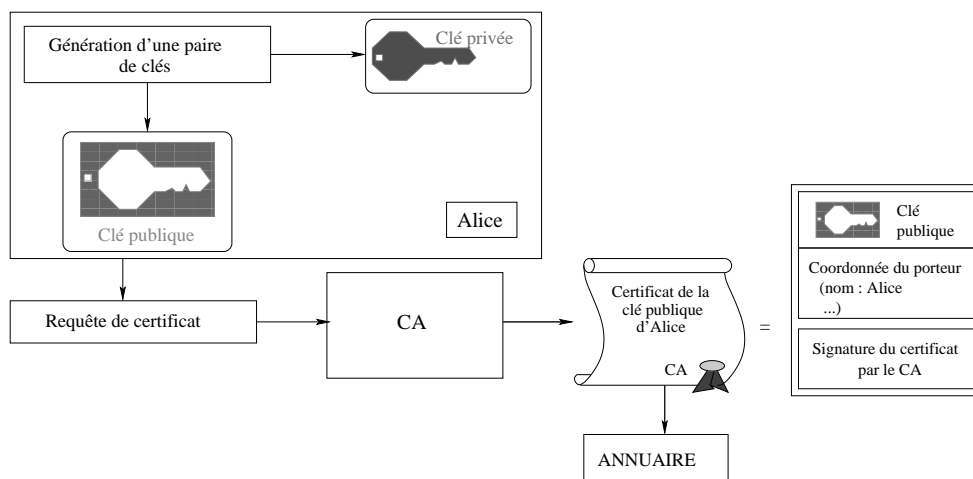 Génération d'une paire
de clés
Clé privée
Clé publique
Alice
Requête de certificat
CA
Certificat de la
clé publique
d'Alice
CA
=
Clé
publique
Coordonnée du porteur
(nom : Alice
...)
Signature du certificat
par le CA
ANNUAIRE